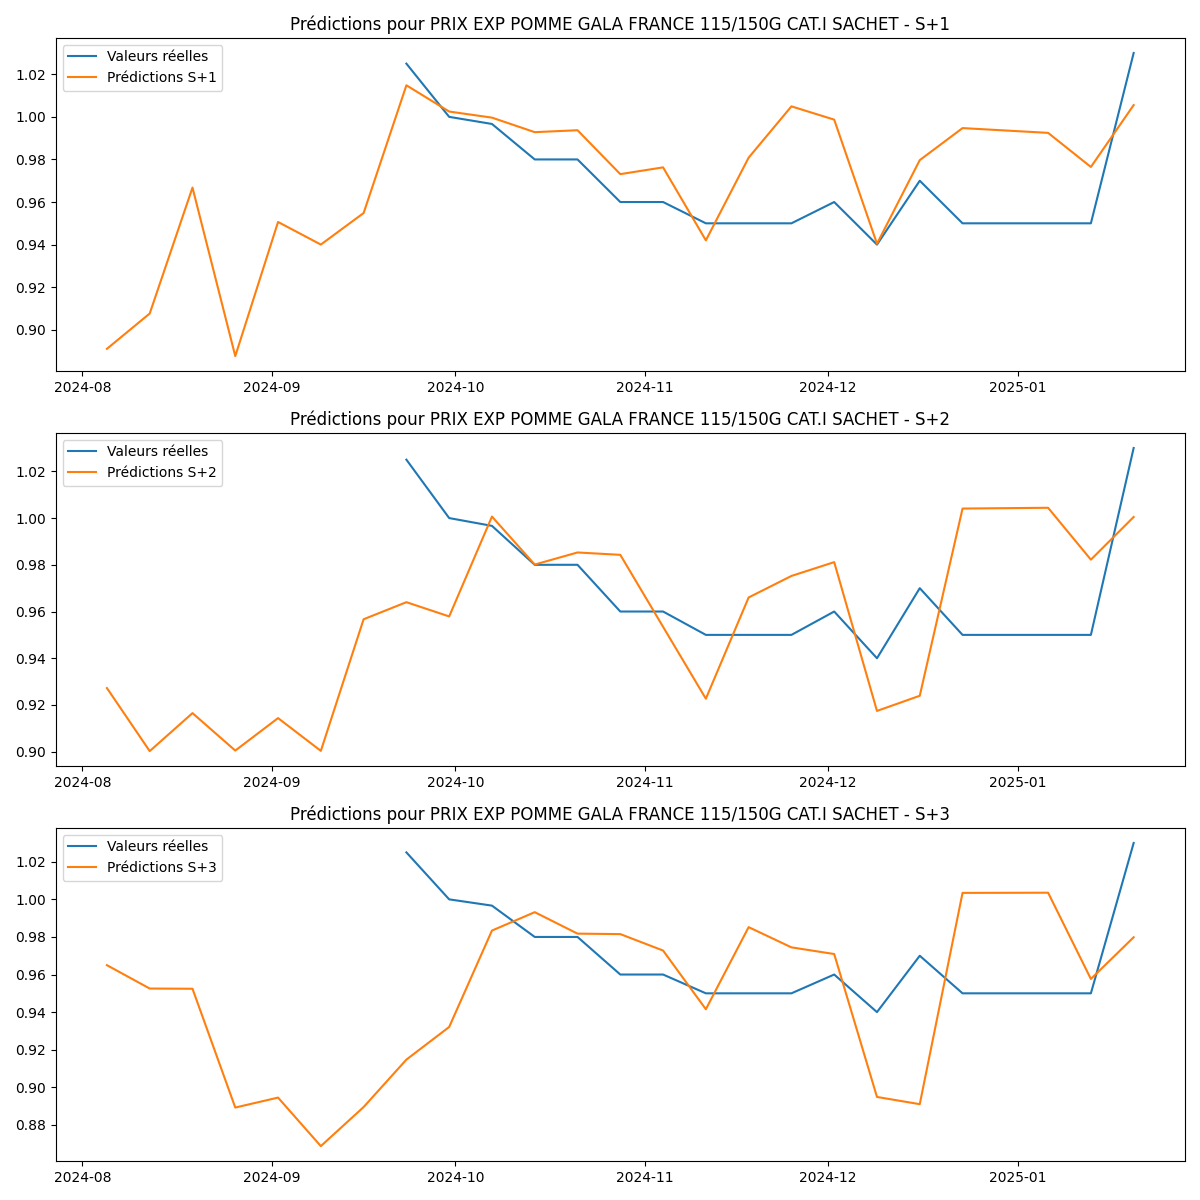 Prédictions pour PRIX EXP POMME GALA FRANCE 115/150G CAT.I SACHET - S+1
Valeurs réelles
Prédictions S+1
1.02
1.00
0.98
0.96
0.94
0.92
0.90
2024-08 2024-09 2024-10 2024-11 2024-12 2025-01
Prédictions pour PRIX EXP POMME GALA FRANCE 115/150G CAT.I SACHET - S+2
Valeurs réelles
Prédictions S+2
1.02
1.00
0.98
0.96
0.94
0.92
0.90
2024-08 2024-09 2024-10 2024-11 2024-12 2025-01
Prédictions pour PRIX EXP POMME GALA FRANCE 115/150G CAT.I SACHET - S+3
Valeurs réelles
Prédictions S+3
1.02
1.00
0.98
0.96
0.94
0.92
0.90
0.88
2024-08 2024-09 2024-10 2024-11 2024-12 2025-01